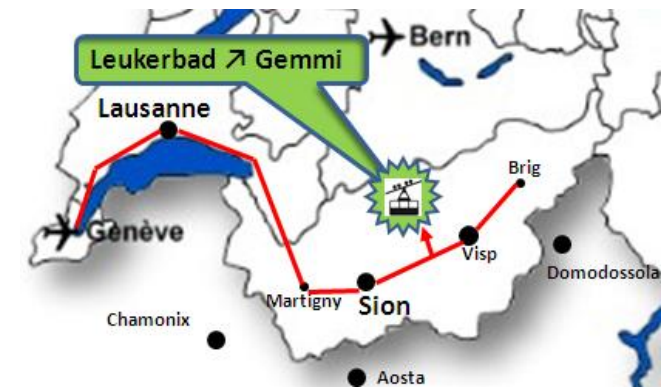 Bern
Leukerbad ↗ Gemmi
Lausanne
Brig
Genève
Visp
Domodossola
Martigny
Sion
Chamonix
Aosta